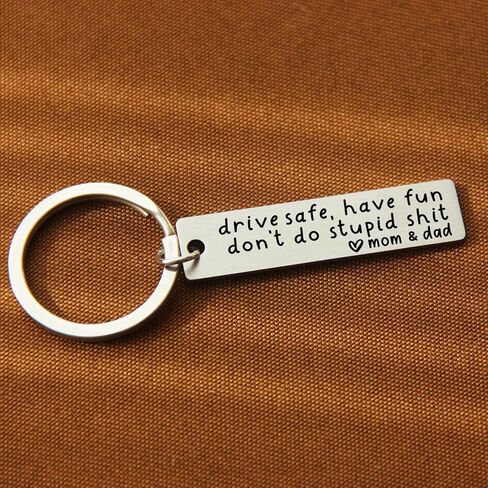 drive safe, have fun
don't do stupid shit
♡ mom & dad